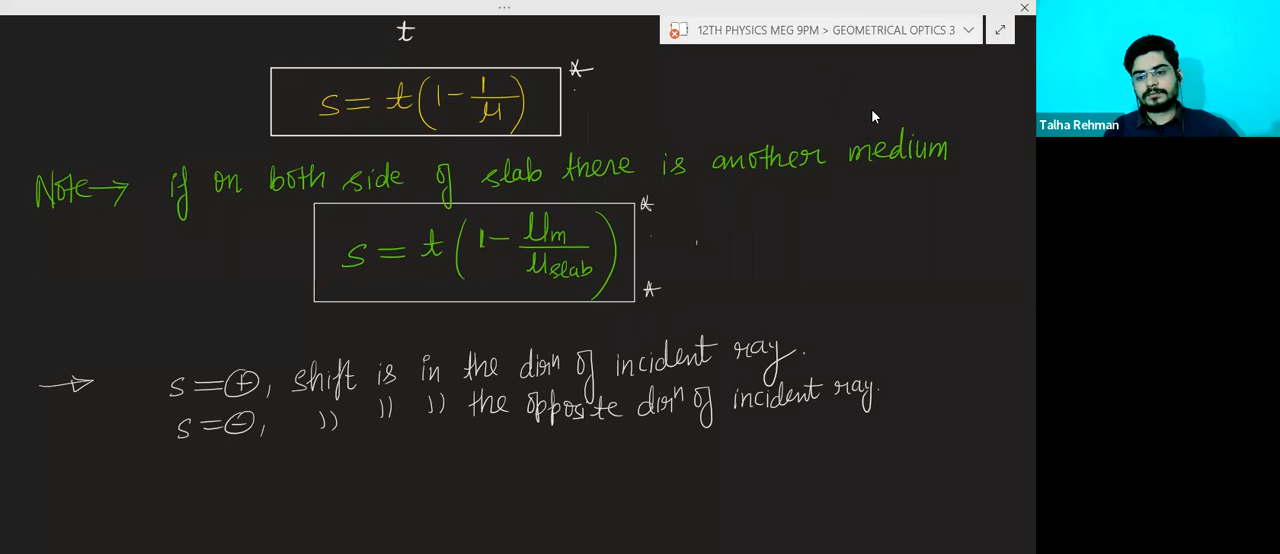 12TH PHYSICS MEG 9PM > GEOMETRICAL OPTICS 3
t
s = t(1 - 1/μ)
Talha Rehman
Note → if on both side of slab there is another medium
s = t(1 - μm/μslab)
→ s = ⊕, shift is in the dirn of incident ray.
s = ⊖, '' '' '' the opposite dirn of incident ray.